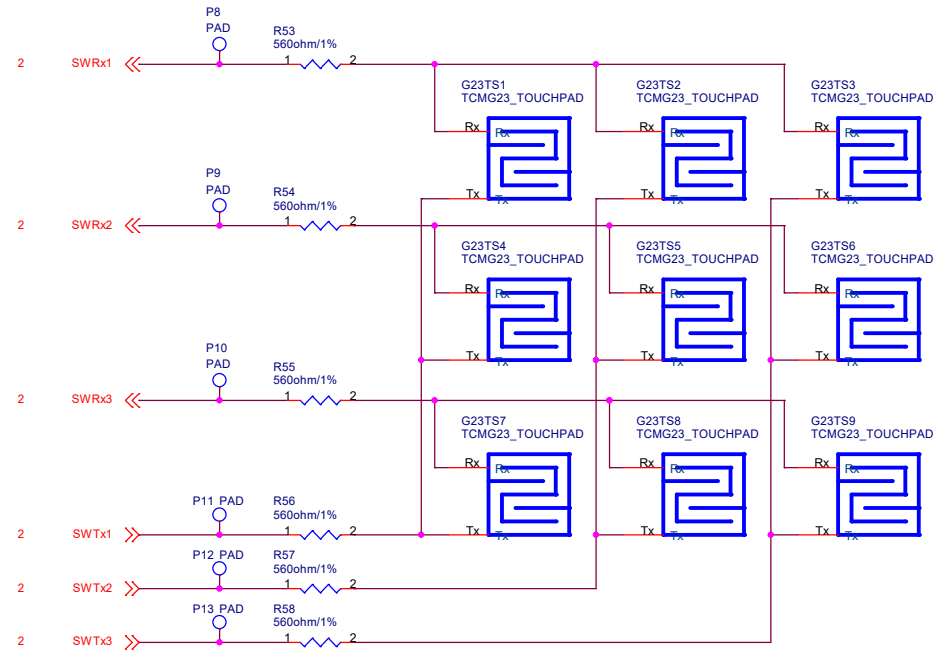 P8
PAD
R53
560ohm/1%
2 SWRx1 1 2
G23TS1 G23TS2 G23TS3
TCMG23_TOUCHPAD TCMG23_TOUCHPAD TCMG23_TOUCHPAD
Rx Rx Rx Rx Rx Rx
P9
PAD
R54
560ohm/1%
Tx Tx Tx Tx Tx Tx
2 SWRx2 1 2
G23TS4 G23TS5 G23TS6
TCMG23_TOUCHPAD TCMG23_TOUCHPAD TCMG23_TOUCHPAD
Rx Rx Rx Rx Rx Rx
P10
PAD
R55
560ohm/1%
Tx Tx Tx Tx Tx Tx
2 SWRx3 1 2
G23TS7 G23TS8 G23TS9
TCMG23_TOUCHPAD TCMG23_TOUCHPAD TCMG23_TOUCHPAD
Rx Rx Rx Rx Rx Rx
P11 PAD R56
560ohm/1%
2 SWTx1 1 2 Tx Tx Tx Tx Tx Tx
P12 PAD R57
560ohm/1%
2 SWTx2 1 2
P13 PAD R58
560ohm/1%
2 SWTx3 1 2